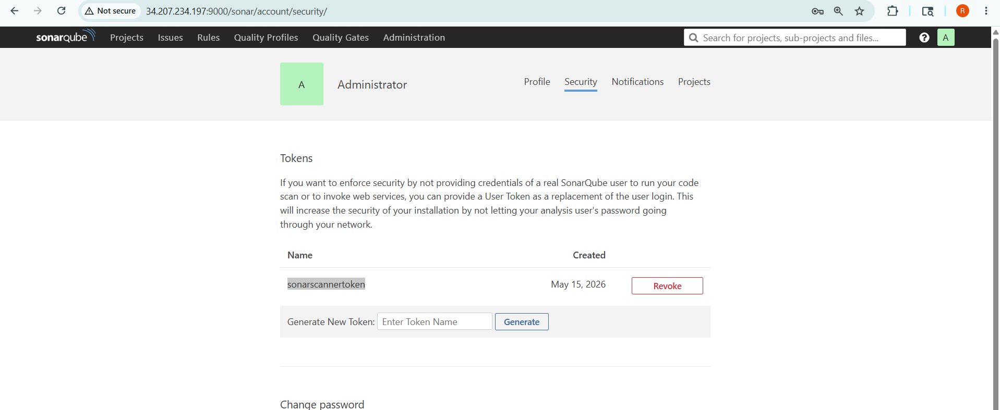 Not secure 34.207.234.197:9000/sonar/account/security/ R
sonarqube Projects Issues Rules Quality Profiles Quality Gates Administration Search for projects, sub-projects and files... ? A
A Administrator Profile Security Notifications Projects
Tokens
If you want to enforce security by not providing credentials of a real SonarQube user to run your code
scan or to invoke web services, you can provide a User Token as a replacement of the user login. This
will increase the security of your installation by not letting your analysis user's password going
through your network.
Name Created
sonarscannertoken May 15, 2026 Revoke
Generate New Token: Enter Token Name Generate
Change password